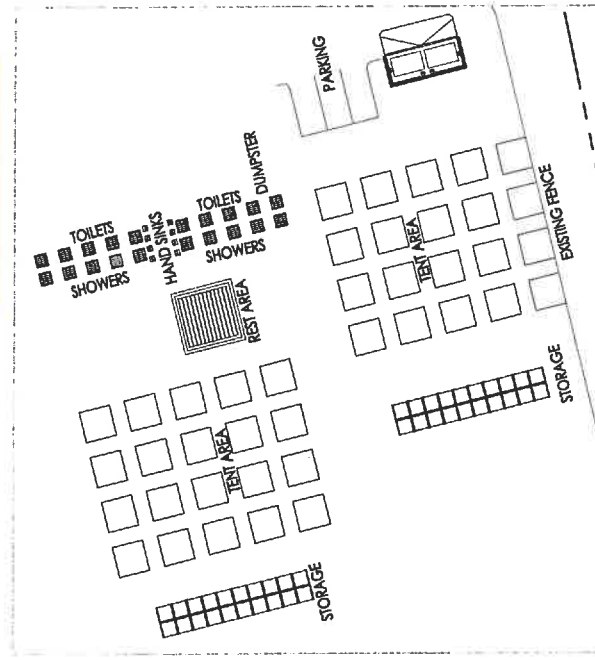 PARKING
DUMPSTER
TOILETS
HAND SINKS
TOILETS
SHOWERS
SHOWERS
REST AREA
TENT AREA
EXISTING FENCE
STORAGE
TENT AREA
STORAGE